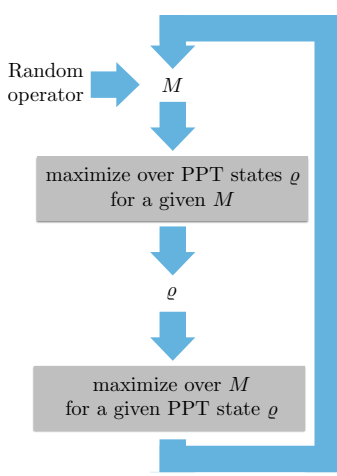 Random
operator
M
maximize over PPT states ϱ
for a given M
ϱ
maximize over M
for a given PPT state ϱ